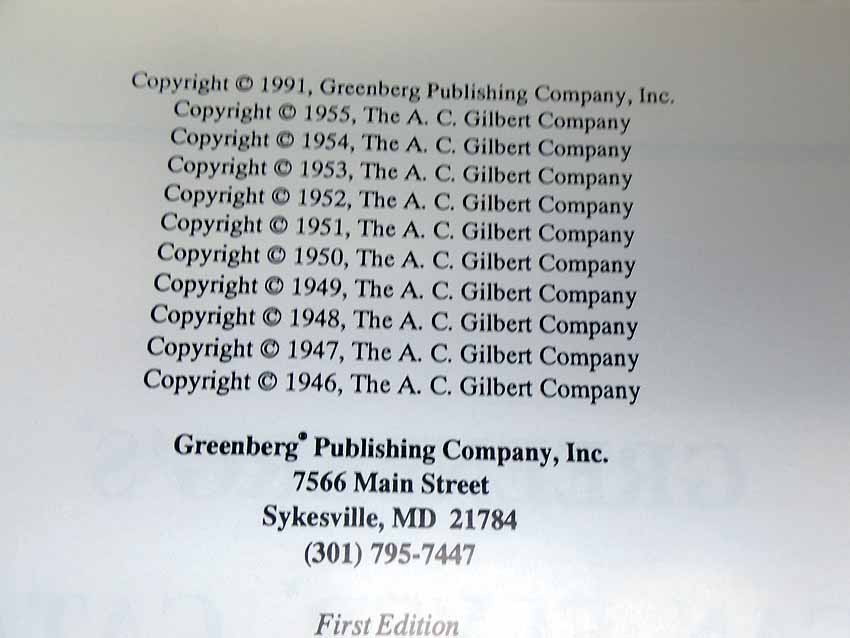 Copyright © 1991, Greenberg Publishing Company, Inc.
Copyright © 1955, The A. C. Gilbert Company
Copyright © 1954, The A. C. Gilbert Company
Copyright © 1953, The A. C. Gilbert Company
Copyright © 1952, The A. C. Gilbert Company
Copyright © 1951, The A. C. Gilbert Company
Copyright © 1950, The A. C. Gilbert Company
Copyright © 1949, The A. C. Gilbert Company
Copyright © 1948, The A. C. Gilbert Company
Copyright © 1947, The A. C. Gilbert Company
Copyright © 1946, The A. C. Gilbert Company
Greenberg® Publishing Company, Inc.
7566 Main Street
Sykesville, MD 21784
(301) 795-7447
First Edition